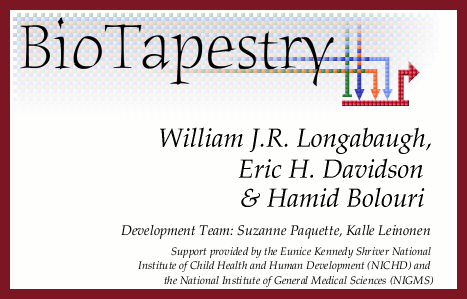 BioTapestry
William J.R. Longabaugh,
Eric H. Davidson
& Hamid Bolouri
Development Team: Suzanne Paquette, Kalle Leinonen
Support provided by the Eunice Kennedy Shriver National
Institute of Child Health and Human Development (NICHD) and
the National Institute of General Medical Sciences (NIGMS)